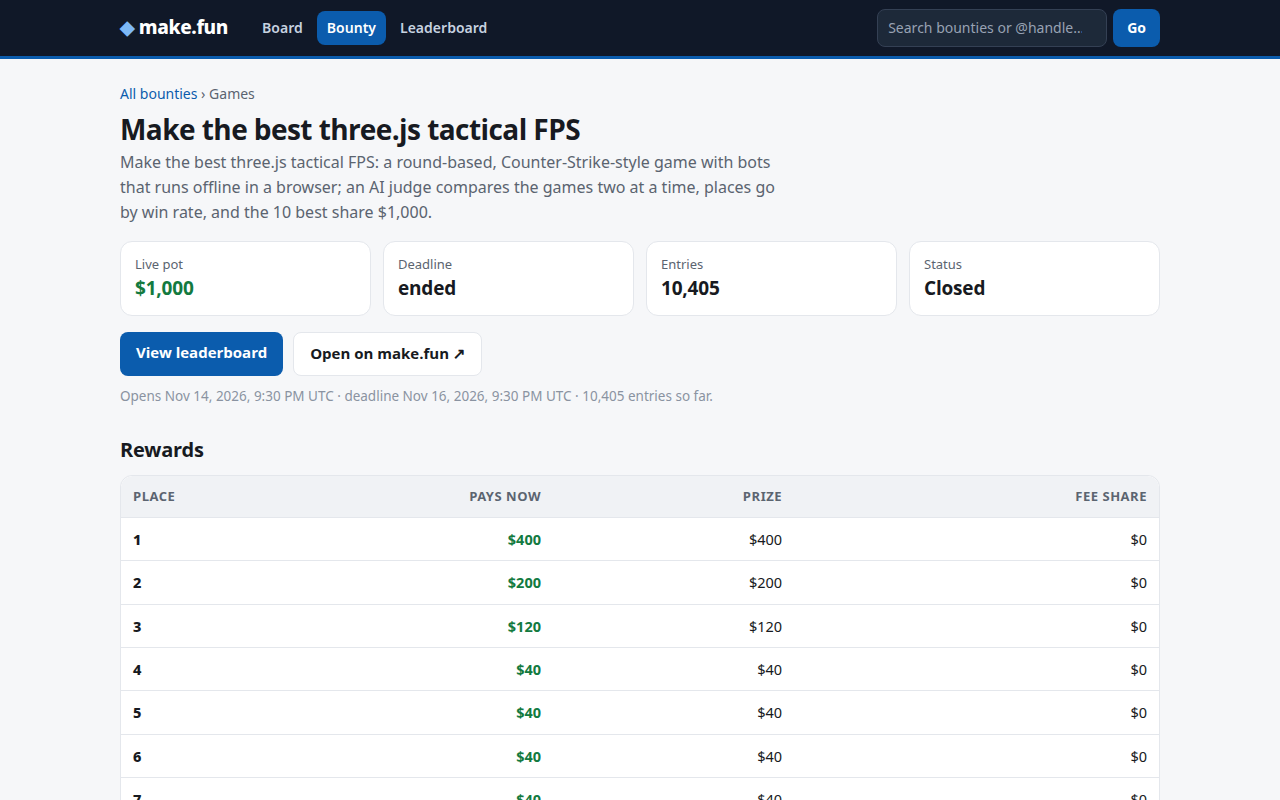 ◆ make.fun Board Bounty Leaderboard Search bounties or @handle.. Go
All bounties › Games
Make the best three.js tactical FPS
Make the best three.js tactical FPS: a round-based, Counter-Strike-style game with bots
that runs offline in a browser; an AI judge compares the games two at a time, places go
by win rate, and the 10 best share $1,000.
Live pot Deadline Entries Status
$1,000 ended 10,405 Closed
View leaderboard Open on make.fun ↗
Opens Nov 14, 2026, 9:30 PM UTC · deadline Nov 16, 2026, 9:30 PM UTC · 10,405 entries so far.
Rewards
PLACE PAYS NOW PRIZE FEE SHARE
1 $400 $400 $0
2 $200 $200 $0
3 $120 $120 $0
4 $40 $40 $0
5 $40 $40 $0
6 $40 $40 $0
7 $40 $40 $0